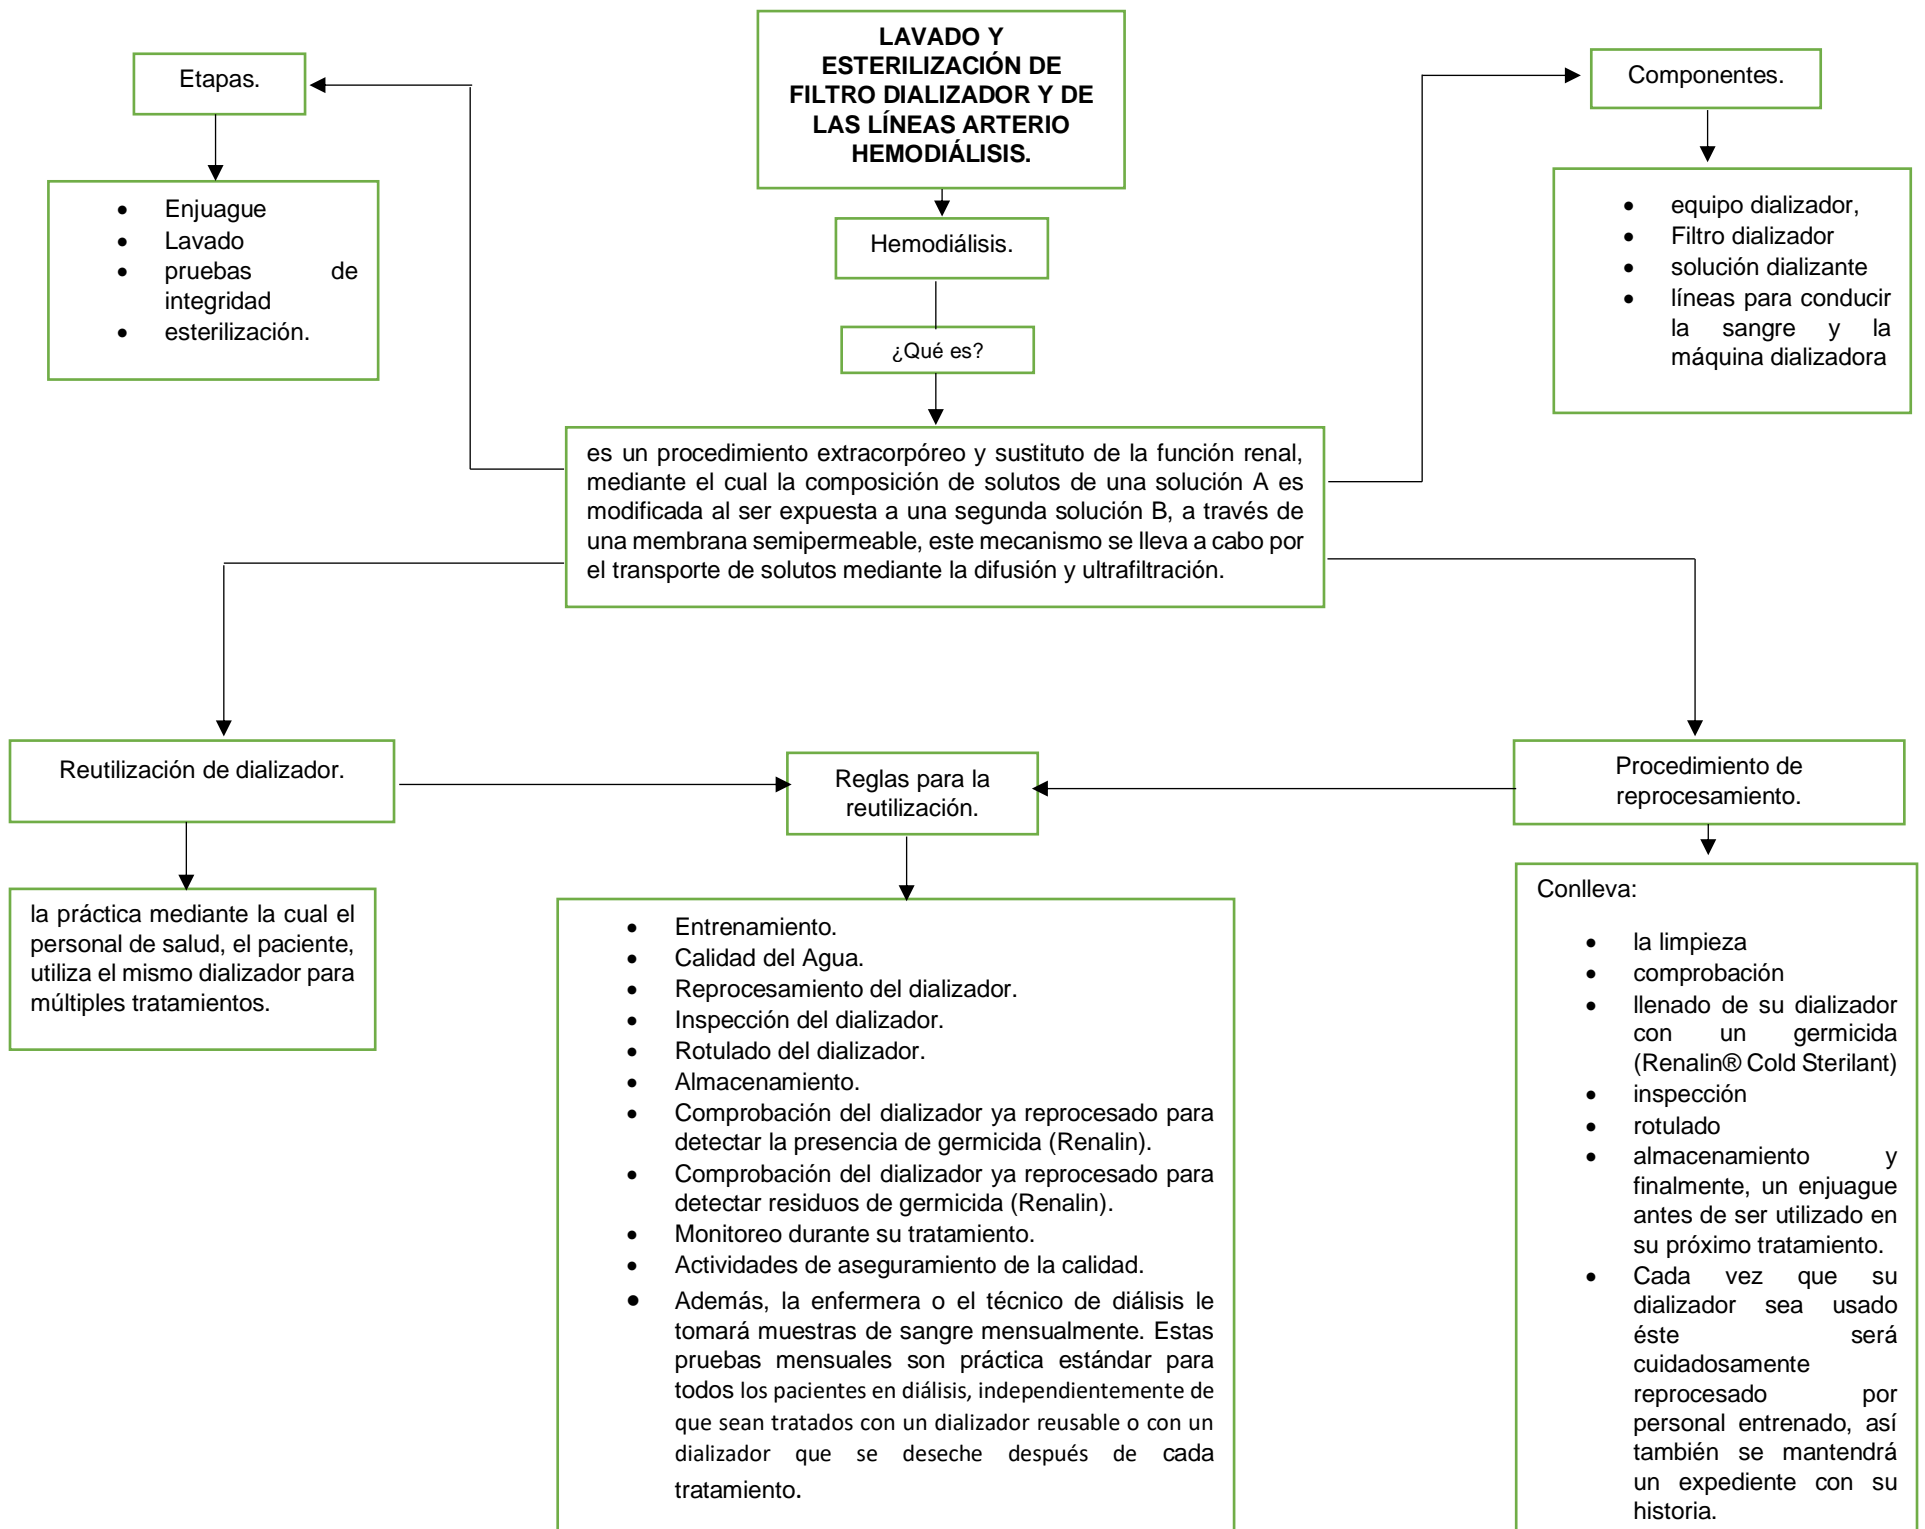 LAVADO Y
ESTERILIZACIÓN DE
FILTRO DIALIZADOR Y DE
LAS LÍNEAS ARTERIO
HEMODIÁLISIS.
Etapas.
Componentes.
• Enjuague
• Lavado
• pruebas de
integridad
• esterilización.
Hemodiálisis.
¿Qué es?
• equipo dializador,
• Filtro dializador
• solución dializante
• líneas para conducir
la sangre y la
máquina dializadora
es un procedimiento extracorpóreo y sustituto de la función renal,
mediante el cual la composición de solutos de una solución A es
modificada al ser expuesta a una segunda solución B, a través de
una membrana semipermeable, este mecanismo se lleva a cabo por
el transporte de solutos mediante la difusión y ultrafiltración.
Reutilización de dializador.
Reglas para la
reutilización.
Procedimiento de
reprocesamiento.
la práctica mediante la cual el
personal de salud, el paciente,
utiliza el mismo dializador para
múltiples tratamientos.
• Entrenamiento.
• Calidad del Agua.
• Reprocesamiento del dializador.
• Inspección del dializador.
• Rotulado del dializador.
• Almacenamiento.
• Comprobación del dializador ya reprocesado para
detectar la presencia de germicida (Renalin).
• Comprobación del dializador ya reprocesado para
detectar residuos de germicida (Renalin).
• Monitoreo durante su tratamiento.
• Actividades de aseguramiento de la calidad.
• Además, la enfermera o el técnico de diálisis le
tomará muestras de sangre mensualmente. Estas
pruebas mensuales son práctica estándar para
todos los pacientes en diálisis, independientemente de
que sean tratados con un dializador reusable o con un
dializador que se deseche después de cada
tratamiento.
Conlleva:
• la limpieza
• comprobación
• llenado de su dializador
con un germicida
(Renalin® Cold Sterilant)
• inspección
• rotulado
• almacenamiento y
finalmente, un enjuague
antes de ser utilizado en
su próximo tratamiento.
• Cada vez que su
dializador sea usado
éste será
cuidadosamente
reprocesado por
personal entrenado, así
también se mantendrá
un expediente con su
historia.